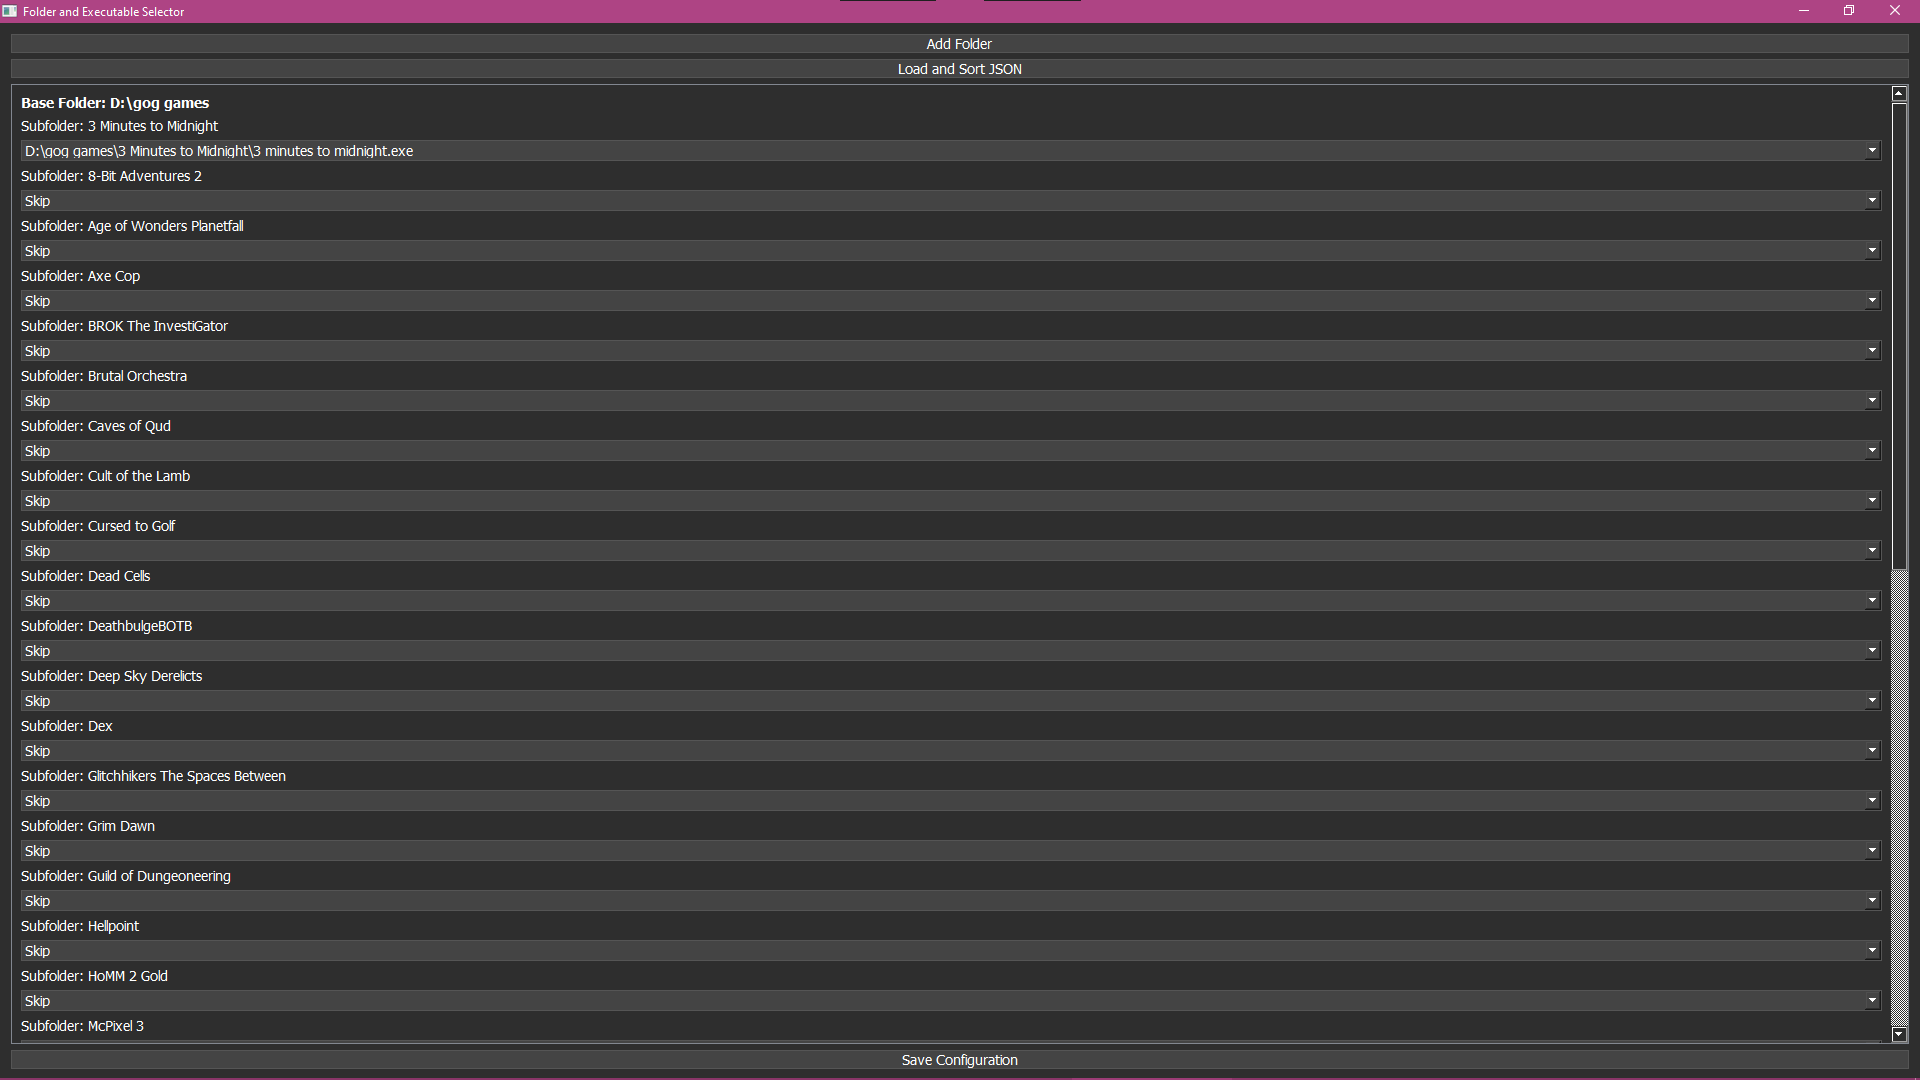 Folder and Executable Selector
Add Folder
Load and Sort JSON
Base Folder: D:\gog games
Subfolder: 3 Minutes to Midnight
D:\gog games\3 Minutes to Midnight\3 minutes to midnight.exe
Subfolder: 8-Bit Adventures 2
Skip
Subfolder: Age of Wonders Planetfall
Skip
Subfolder: Axe Cop
Skip
Subfolder: BROK The InvestiGator
Skip
Subfolder: Brutal Orchestra
Skip
Subfolder: Caves of Qud
Skip
Subfolder: Cult of the Lamb
Skip
Subfolder: Cursed to Golf
Skip
Subfolder: Dead Cells
Skip
Subfolder: DeathbulgeBOTB
Skip
Subfolder: Deep Sky Derelicts
Skip
Subfolder: Dex
Skip
Subfolder: Glitchhikers The Spaces Between
Skip
Subfolder: Grim Dawn
Skip
Subfolder: Guild of Dungeoneering
Skip
Subfolder: Hellpoint
Skip
Subfolder: HoMM 2 Gold
Skip
Subfolder: McPixel 3
Save Configuration